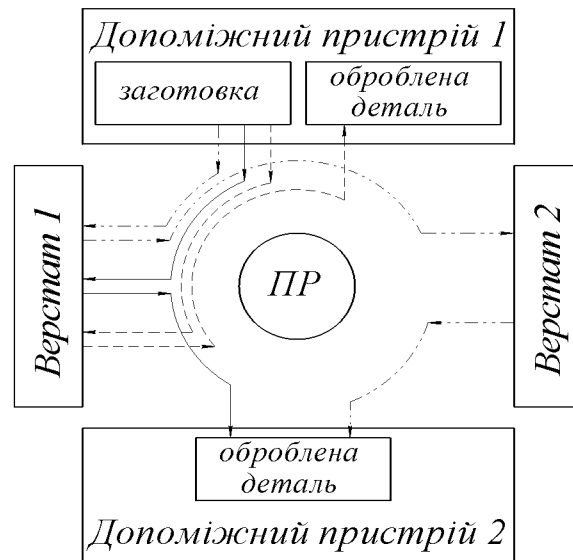 Допоміжний пристрій 1
заготовка
оброблена
деталь
Верстат 1
ПР
Верстат 2
оброблена
деталь
Допоміжний пристрій 2